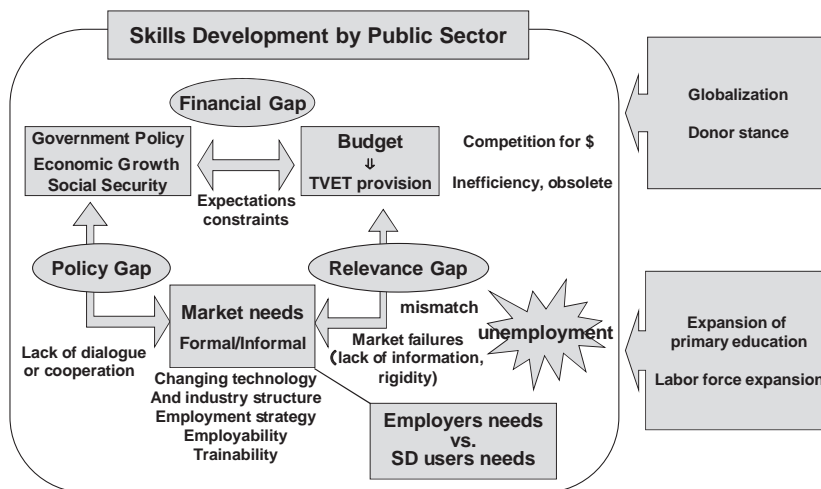 Skills Development by Public Sector
Financial Gap
Government Policy
Economic Growth
Social Security
Expectations
constraints
Budget
⇓
TVET provision
Competition for $
Inefficiency, obsolete
Policy Gap
Relevance Gap
Lack of dialogue
or cooperation
Market needs
Formal/Informal
mismatch
Market failures
(lack of information,
rigidity)
unemployment
Changing technology
And industry structure
Employment strategy
Employability
Trainability
Employers needs
vs.
SD users needs
Globalization
Donor stance
Expansion of
primary education
Labor force expansion